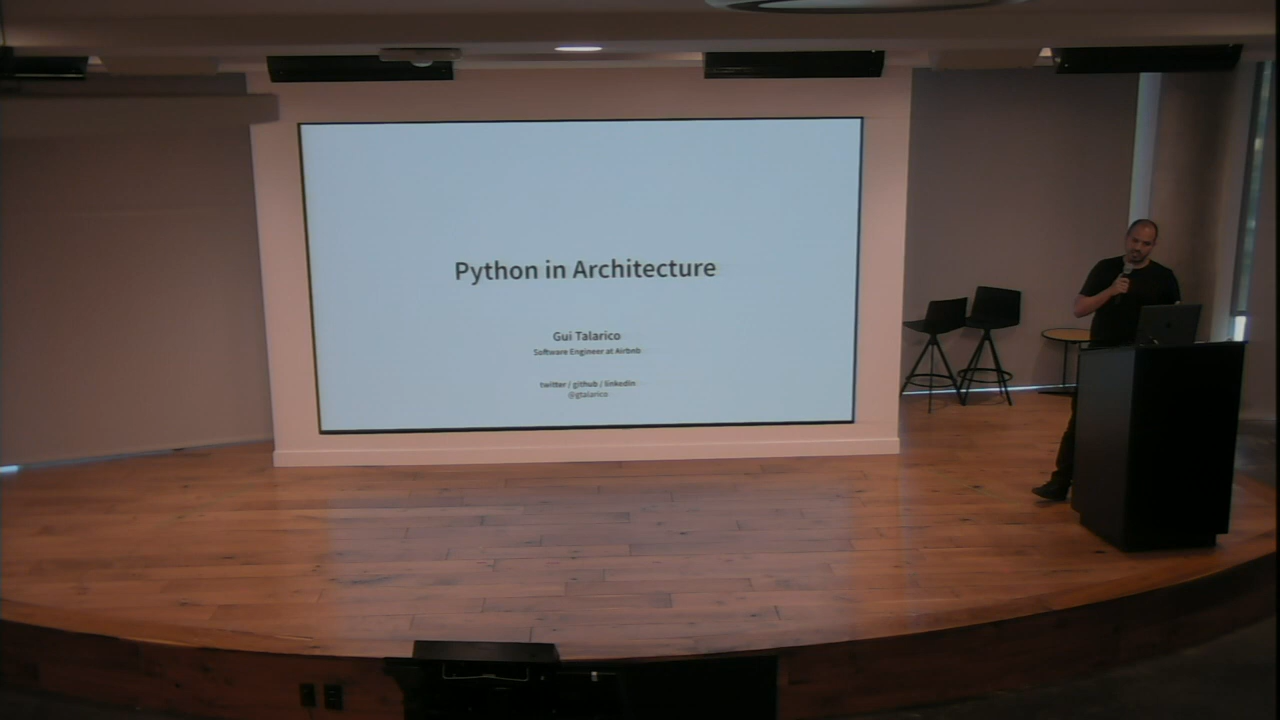 Python in Architecture
Gui Talarico
Software Engineer at Airbnb
twitter / github / linkedin
@gtalarico